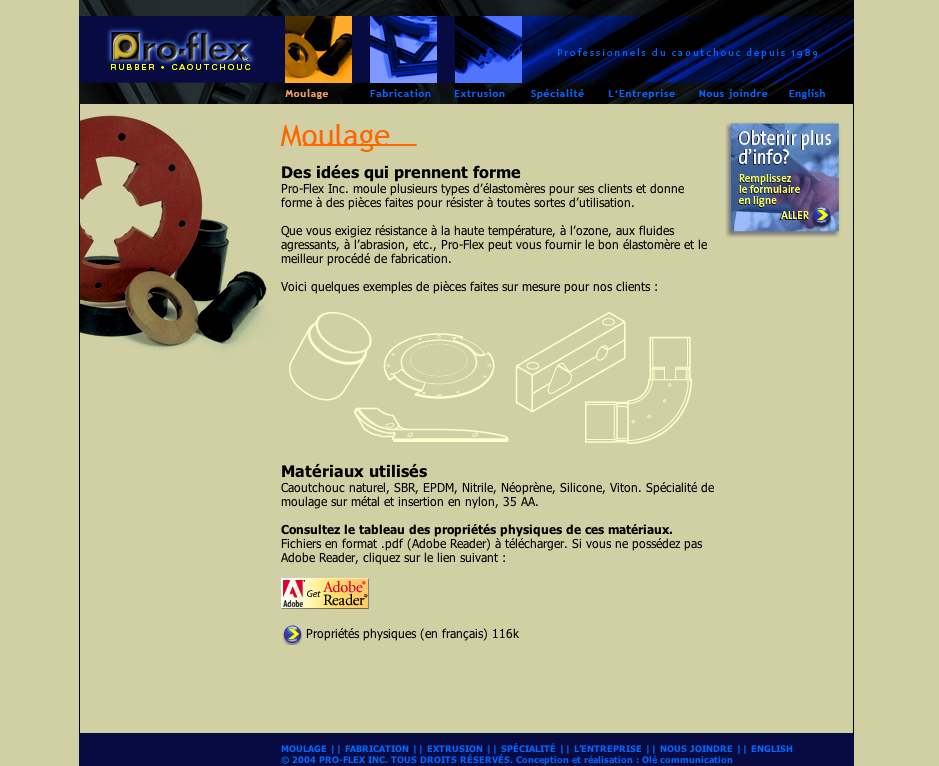 Pro-flex
RUBBER • CAOUTCHOUC
Professionnels du caoutchouc depuis 1989
Moulage Fabrication Extrusion Spécialité L'Entreprise Nous joindre English
Moulage
Obtenir plus
d'info?
Remplissez
le formulaire
en ligne
ALLER
Des idées qui prennent forme
Pro-Flex Inc. moule plusieurs types d'élastomères pour ses clients et donne
forme à des pièces faites pour résister à toutes sortes d'utilisation.
Que vous exigiez résistance à la haute température, à l'ozone, aux fluides
agressants, à l'abrasion, etc., Pro-Flex peut vous fournir le bon élastomère et le
meilleur procédé de fabrication.
Voici quelques exemples de pièces faites sur mesure pour nos clients :
Matériaux utilisés
Caoutchouc naturel, SBR, EPDM, Nitrile, Néoprène, Silicone, Viton. Spécialité de
moulage sur métal et insertion en nylon, 35 AA.
Consultez le tableau des propriétés physiques de ces matériaux.
Fichiers en format .pdf (Adobe Reader) à télécharger. Si vous ne possédez pas
Adobe Reader, cliquez sur le lien suivant :
Adobe Get Adobe® Reader®
Propriétés physiques (en français) 116k
MOULAGE || FABRICATION || EXTRUSION || SPÉCIALITÉ || L'ENTREPRISE || NOUS JOINDRE || ENGLISH
© 2004 PRO-FLEX INC. TOUS DROITS RÉSERVÉS. Conception et réalisation : Olé communication